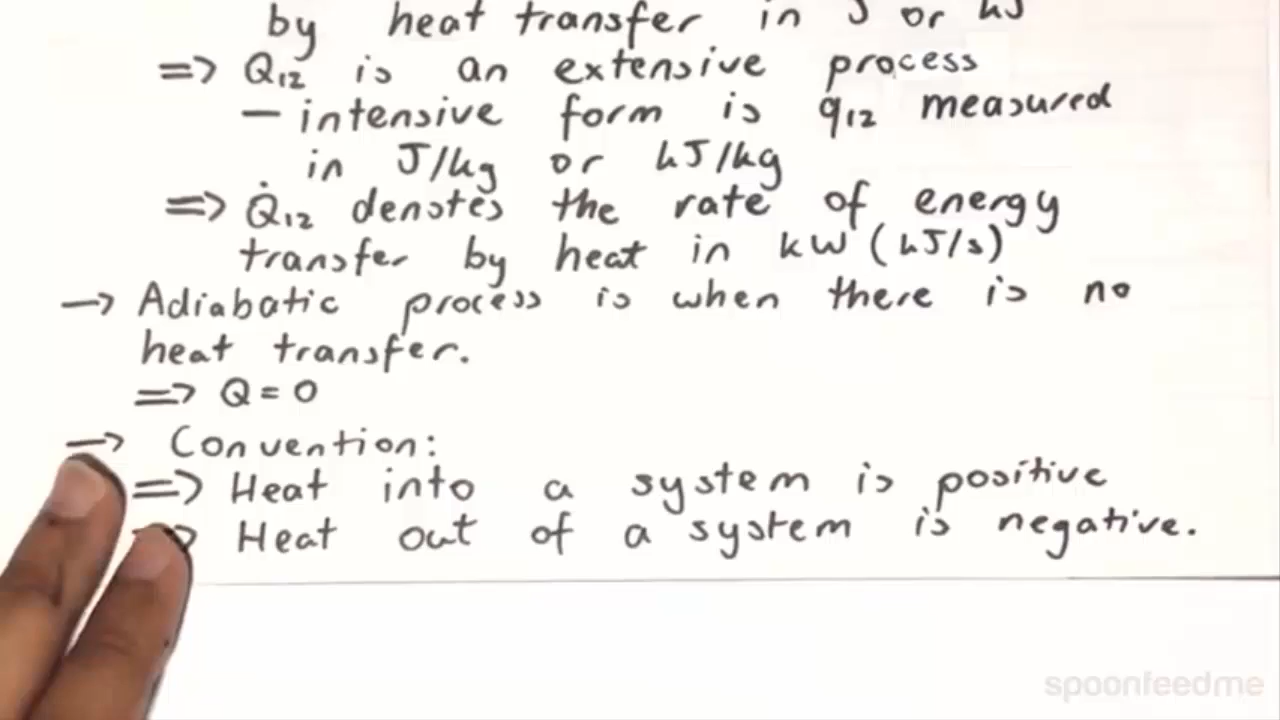 by heat transfer in J or kJ
=> Q₁₂ is an extensive process
– intensive form is q₁₂ measured
in J/kg or kJ/kg
=> Q̇₁₂ denotes the rate of energy
transfer by heat in kW (kJ/s)
→ Adiabatic process is when there is no
heat transfer.
=> Q = 0
→ Convention:
=> Heat into a system is positive
=> Heat out of a system is negative.
spoonfeedme